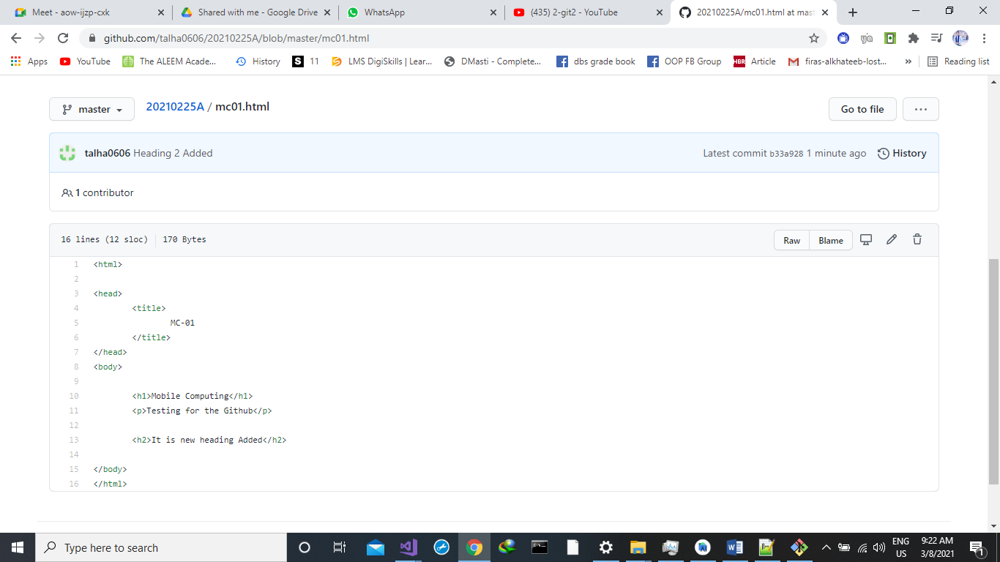 Meet - aow-ijzp-cxk
Shared with me - Google Drive
WhatsApp
(435) 2-git2 - YouTube
20210225A/mc01.html at mast
github.com/talha0606/20210225A/blob/master/mc01.html
Apps
YouTube
The ALEEM Acade...
History
S 11
LMS DigiSkills | Lear...
DMasti - Complete...
dbs grade book
OOP FB Group
HBR Article
firas-alkhateeb-lost...
»
Reading list
master
20210225A / mc01.html
Go to file
...
talha0606 Heading 2 Added
Latest commit b33a928 1 minute ago
History
1 contributor
16 lines (12 sloc)
170 Bytes
Raw
Blame
1 <html>
2
3 <head>
4 <title>
5 MC-01
6 </title>
7 </head>
8 <body>
9
10 <h1>Mobile Computing</h1>
11 <p>Testing for the Github</p>
12
13 <h2>It is new heading Added</h2>
14
15 </body>
16 </html>
Type here to search
ENG
US
9:22 AM
3/8/2021
1